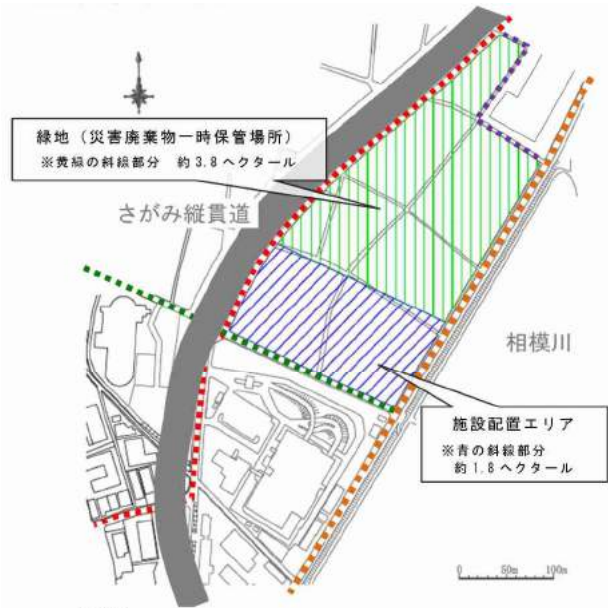 緑地（災害廃棄物一時保管場所）
※黄緑の斜線部分 約3.8ヘクタール
さがみ縦貫道
相模川
施設配置エリア
※青の斜線部分
約1.8ヘクタール
0 50m 100m